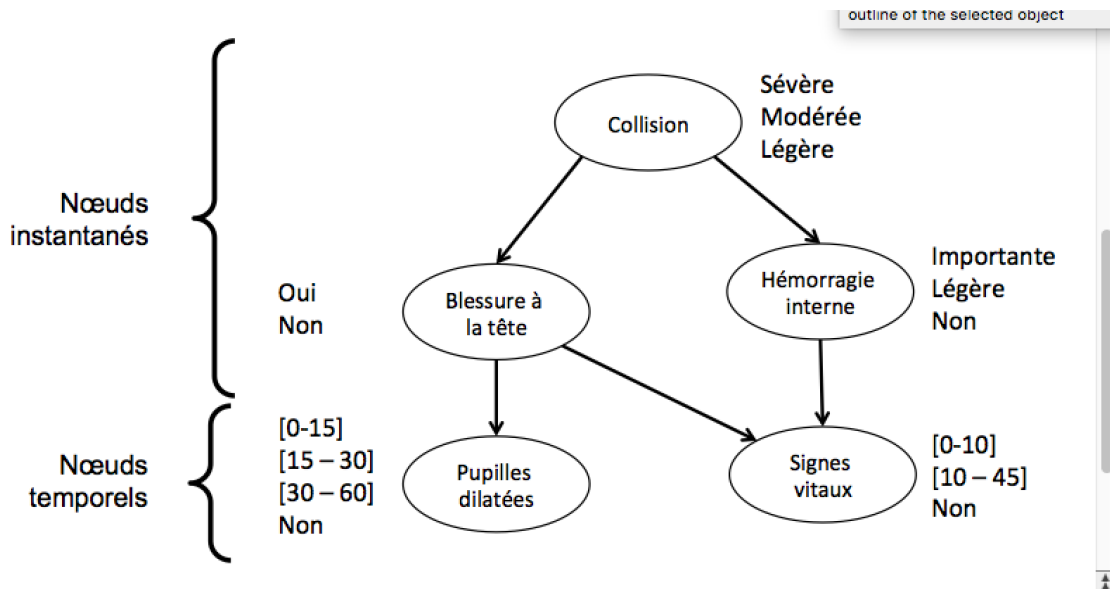 outline of the selected object
Collision
Sévère
Modérée
Légère
Nœuds
instantanés
Oui
Non
Blessure à
la tête
Hémorragie
interne
Importante
Légère
Non
Nœuds
temporels
[0-15]
[15 – 30]
[30 – 60]
Non
Pupilles
dilatées
Signes
vitaux
[0-10]
[10 – 45]
Non